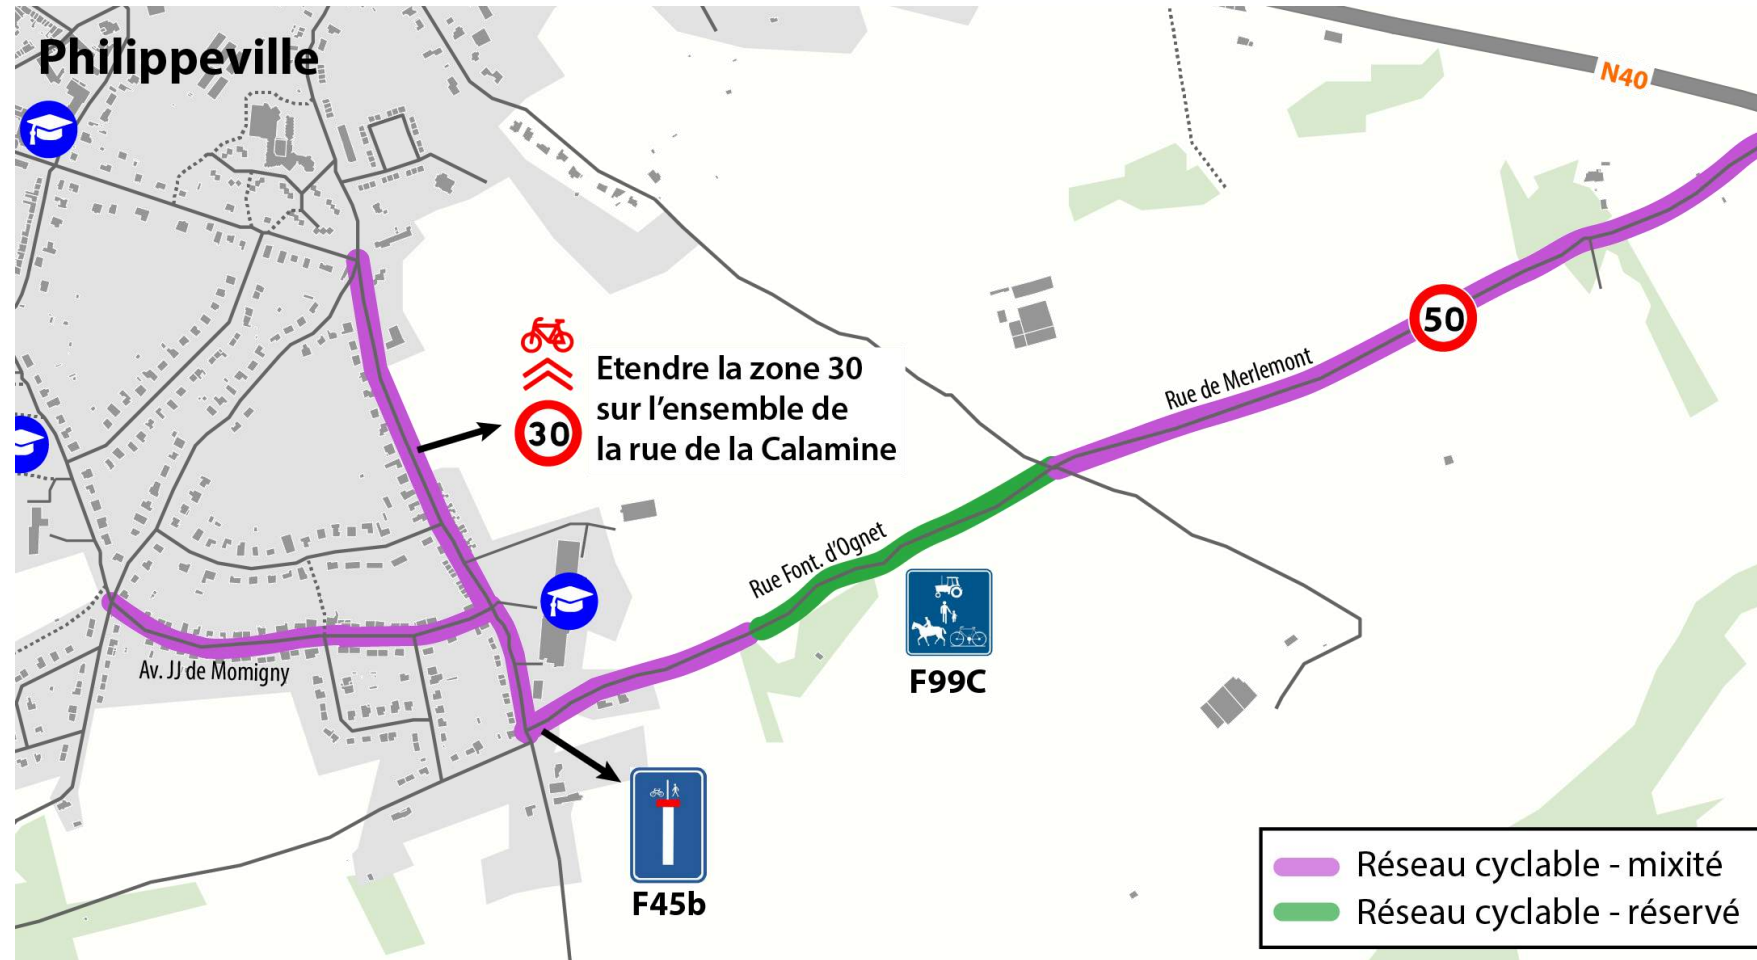 Philippeville
N40
50
Rue de Merlemont
Etendre la zone 30
sur l'ensemble de
la rue de la Calamine
30
Rue Font. d'Ognet
F99C
Av. JJ de Momigny
F45b
Réseau cyclable - mixité
Réseau cyclable - réservé